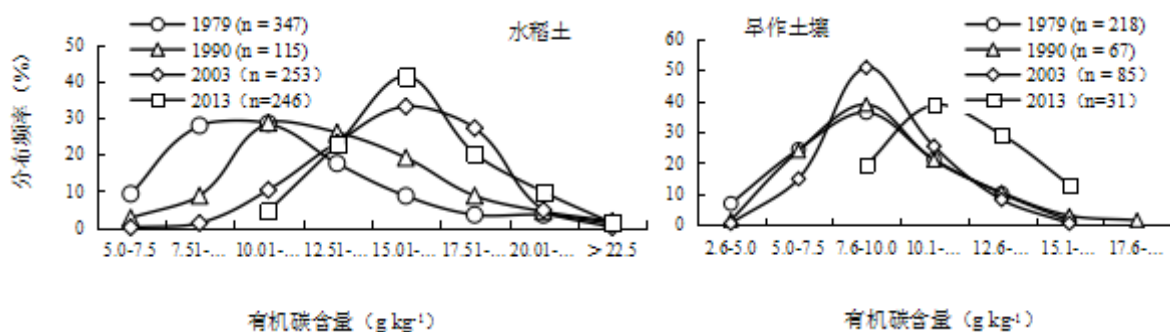 分布频率（%）
水稻土
1979 (n = 347)
1990 (n = 115)
2003（n = 253）
2013（n=246）
50
40
30
20
10
0
5.0-7.5 7.51-... 10.01-... 12.51-... 15.01-... 17.51-... 20.01-... ＞22.5
有机碳含量（g kg-1）
旱作土壤
1979 (n = 218)
1990 (n = 67)
2003（n = 85）
2013（n=31）
60
50
40
30
20
10
0
2.6-5.0 5.0-7.5 7.6-10.0 10.1-... 12.6-... 15.1-... 17.6-...
有机碳含量（g kg-1）